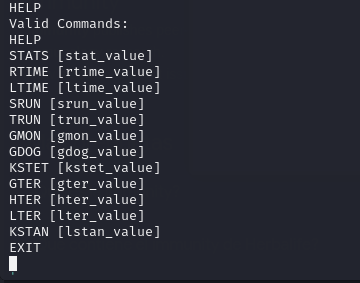 HELP
Valid Commands:
HELP
STATS [stat_value]
RTIME [rtime_value]
LTIME [ltime_value]
SRUN [srun_value]
TRUN [trun_value]
GMON [gmon_value]
GDOG [gdog_value]
KSTET [kstet_value]
GTER [gter_value]
HTER [hter_value]
LTER [lter_value]
KSTAN [lstan_value]
EXIT